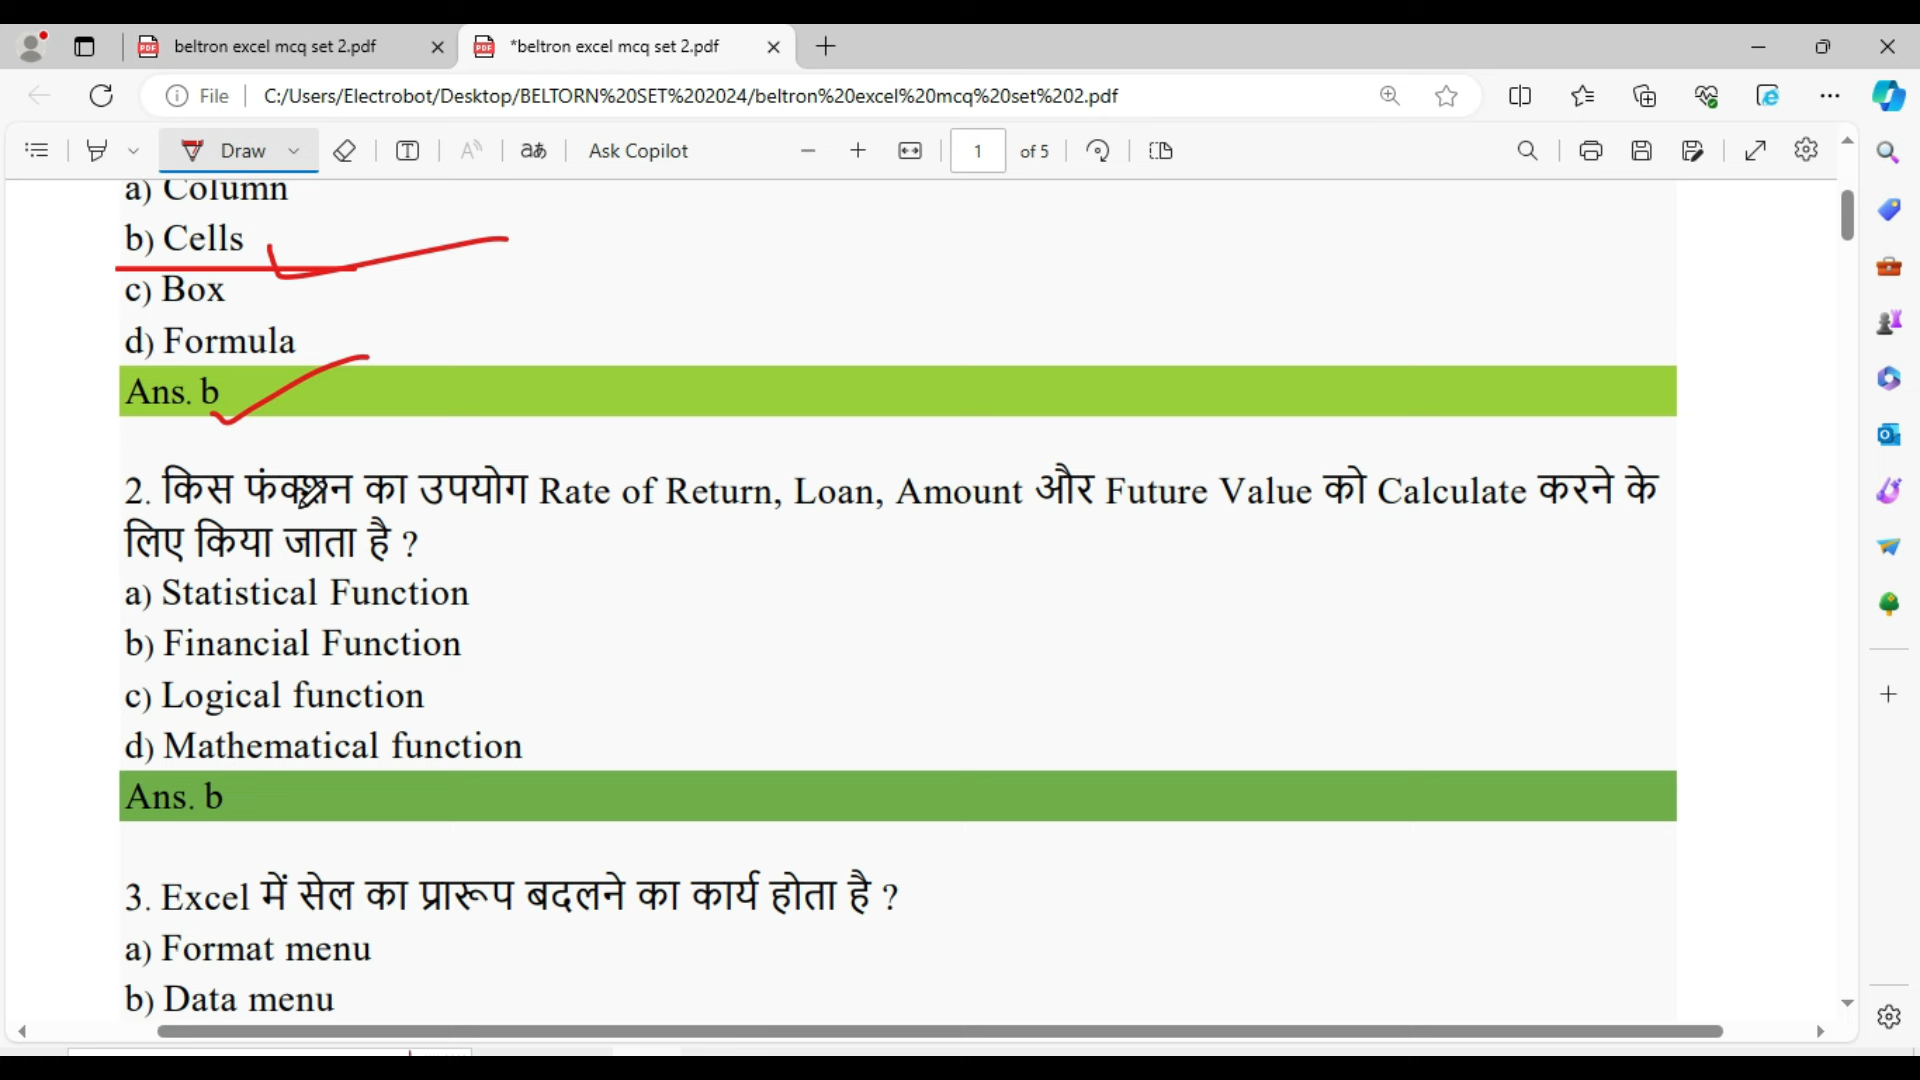 beltron excel mcq set 2.pdf
*beltron excel mcq set 2.pdf
File
C:/Users/Electrobot/Desktop/BELTORN%20SET%202024/beltron%20excel%20mcq%20set%202.pdf
Draw
Ask Copilot
1
of 5
a) Column
b) Cells
c) Box
d) Formula
Ans. b
2. किस फंक्शन का उपयोग Rate of Return, Loan, Amount और Future Value को Calculate करने के
लिए किया जाता है ?
a) Statistical Function
b) Financial Function
c) Logical function
d) Mathematical function
Ans. b
3. Excel में सेल का प्रारूप बदलने का कार्य होता है ?
a) Format menu
b) Data menu